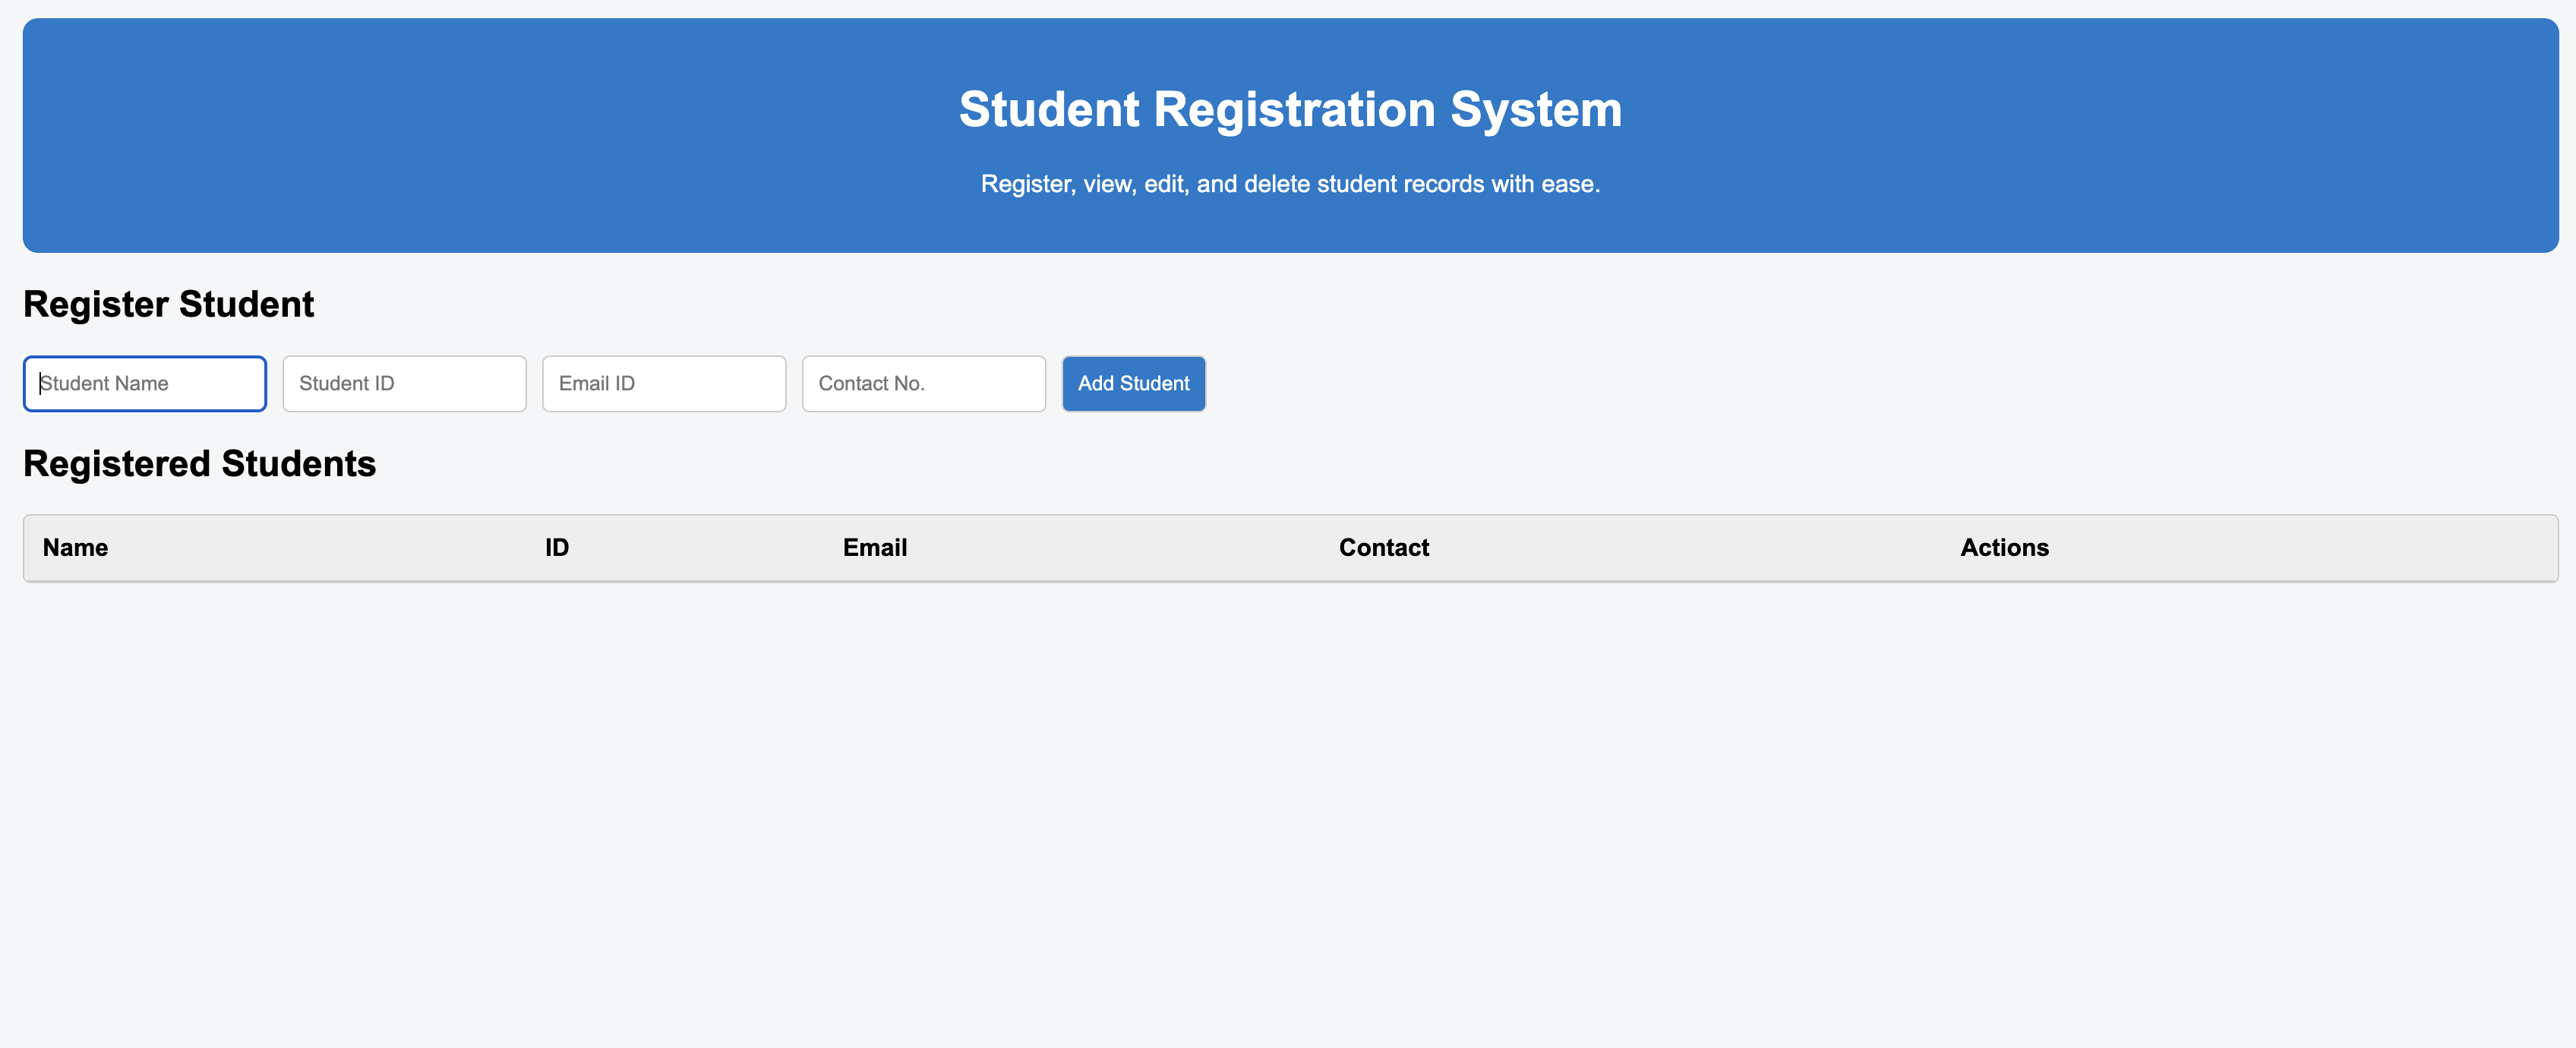 Student Registration System
Register, view, edit, and delete student records with ease.
Register Student
Student Name Student ID Email ID Contact No. Add Student
Registered Students
Name ID Email Contact Actions